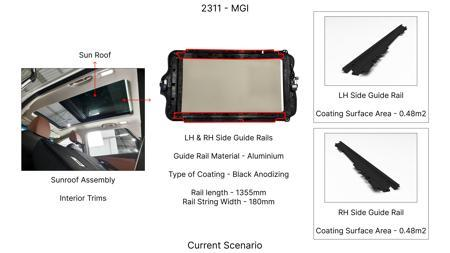 2311 - MGI
Sun Roof
LH Side Guide Rail
Coating Surface Area - 0.48m2
LH & RH Side Guide Rails
Guide Rail Material - Aluminium
Type of Coating - Black Anodizing
Rail length - 1355mm
Rail String Width - 180mm
Sunroof Assembly
Interior Trims
RH Side Guide Rail
Coating Surface Area - 0.48m2
Current Scenario